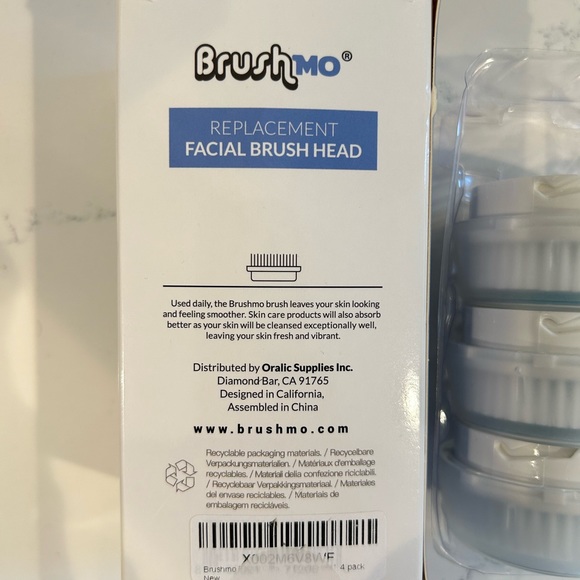 BrushMO®
REPLACEMENT
FACIAL BRUSH HEAD
Used daily, the Brushmo brush leaves your skin looking
and feeling smoother. Skin care products will also absorb
better as your skin will be cleansed exceptionally well,
leaving your skin fresh and vibrant.
Distributed by Oralic Supplies Inc.
Diamond Bar, CA 91765
Designed in California,
Assembled in China
www.brushmo.com
Recyclable packaging materials. / Recycelbare
Verpackungsmaterialien. / Matériaux d'emballage
recyclables. / Materiali della confezione riciclabili.
/ Recyclebaar Verpakkingsmateriaal. / Materiales
del envase reciclables. / Materiais de
embalagem recicláveis.
X002M6V8WF
Brushmo 4 pack
New